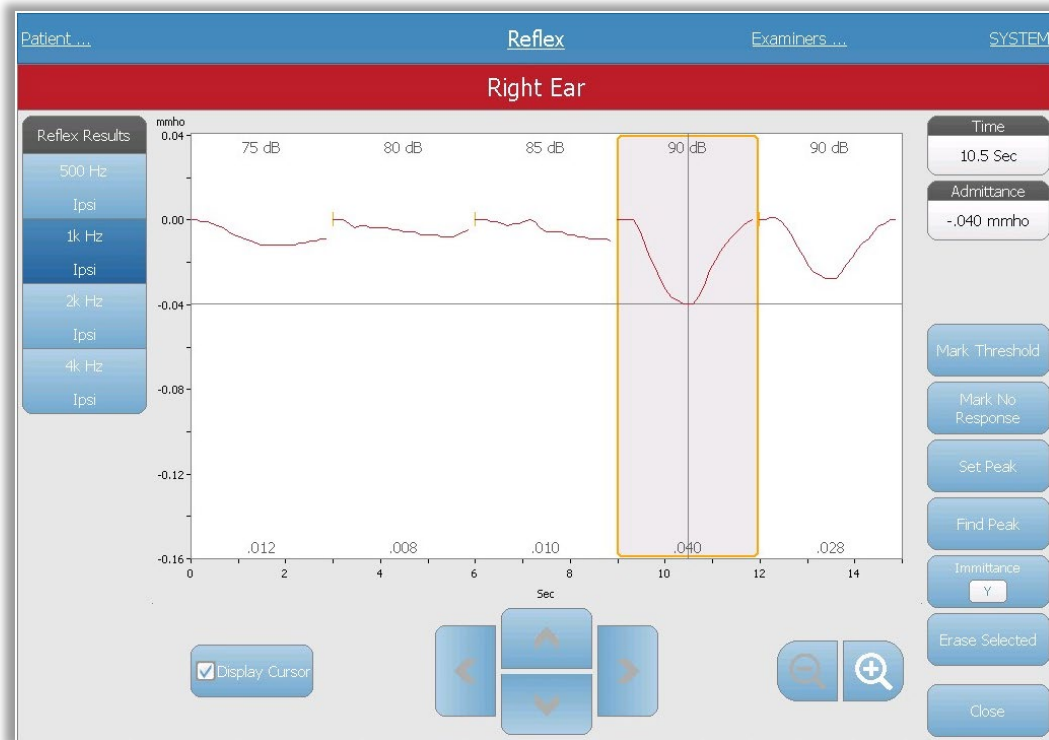 Patient ...
Reflex
Examiners ...
SYSTEM
Right Ear
Reflex Results
500 Hz
Ipsi
1k Hz
Ipsi
2k Hz
Ipsi
4k Hz
Ipsi
mmho
0.04
0.00
-0.04
-0.08
-0.12
-0.16
75 dB
80 dB
85 dB
90 dB
90 dB
.012
.008
.010
.040
.028
0
2
4
6
8
10
12
14
Sec
Time
10.5 Sec
Admittance
-.040 mmho
Mark Threshold
Mark No
Response
Set Peak
Find Peak
Immittance
Y
Erase Selected
Close
Display Cursor